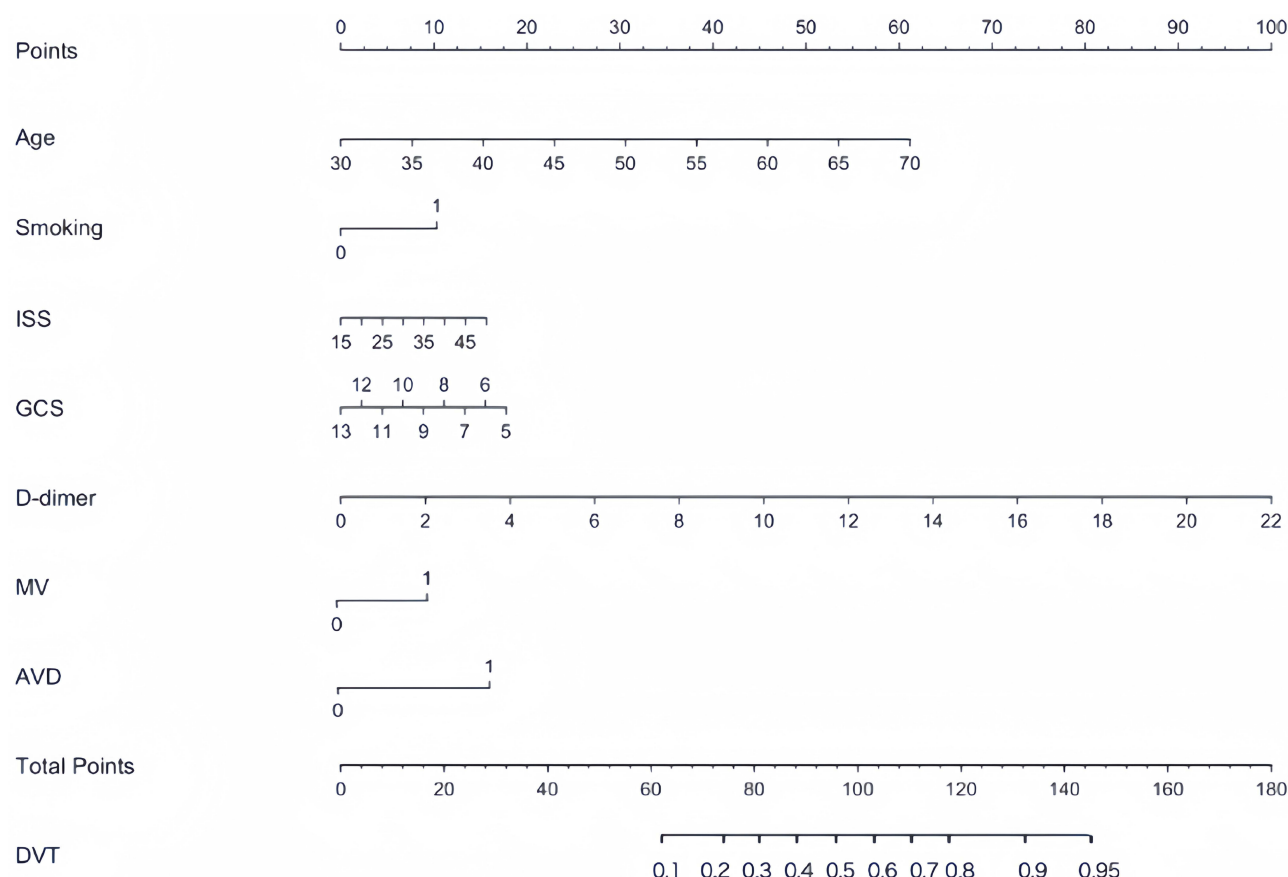 0 10 20 30 40 50 60 70 80 90 100
Points
Age
30 35 40 45 50 55 60 65 70
1
Smoking
0
ISS
15 25 35 45
12 10 8 6
GCS
13 11 9 7 5
D-dimer
0 2 4 6 8 10 12 14 16 18 20 22
1
MV
0
1
AVD
0
Total Points
0 20 40 60 80 100 120 140 160 180
DVT
0.1 0.2 0.3 0.4 0.5 0.6 0.7 0.8 0.9 0.95